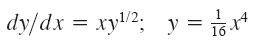 dy/dx = xy^{1/2};   y = \frac{1}{16} x^4